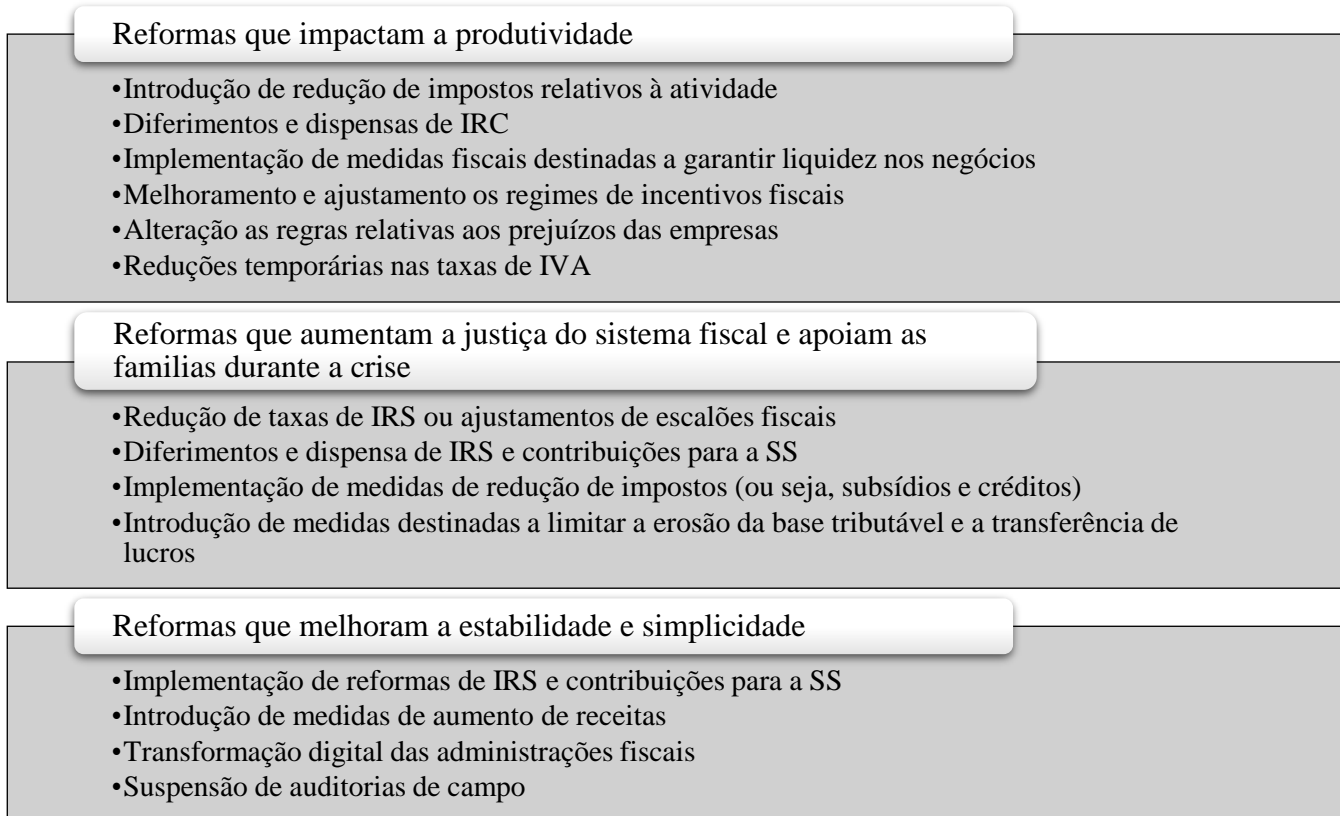 Reformas que impactam a produtividade
•Introdução de redução de impostos relativos à atividade
•Diferimentos e dispensas de IRC
•Implementação de medidas fiscais destinadas a garantir liquidez nos negócios
•Melhoramento e ajustamento os regimes de incentivos fiscais
•Alteração as regras relativas aos prejuízos das empresas
•Reduções temporárias nas taxas de IVA
Reformas que aumentam a justiça do sistema fiscal e apoiam as
familias durante a crise
•Redução de taxas de IRS ou ajustamentos de escalões fiscais
•Diferimentos e dispensa de IRS e contribuições para a SS
•Implementação de medidas de redução de impostos (ou seja, subsídios e créditos)
•Introdução de medidas destinadas a limitar a erosão da base tributável e a transferência de
lucros
Reformas que melhoram a estabilidade e simplicidade
•Implementação de reformas de IRS e contribuições para a SS
•Introdução de medidas de aumento de receitas
•Transformação digital das administrações fiscais
•Suspensão de auditorias de campo